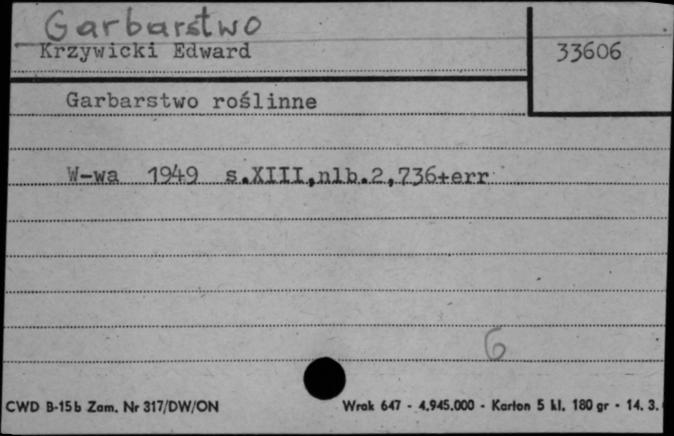 Garbarstwo
Krzywicki Edward
33606
Garbarstwo roślinne
W-wa 1949 s.XIII,nlb.2,736+err
6
CWD B-15b Zam. Nr 317/DW/ON
Wrak 647 - 4.945.000 - Karton 5 kl. 180 gr - 14. 3.